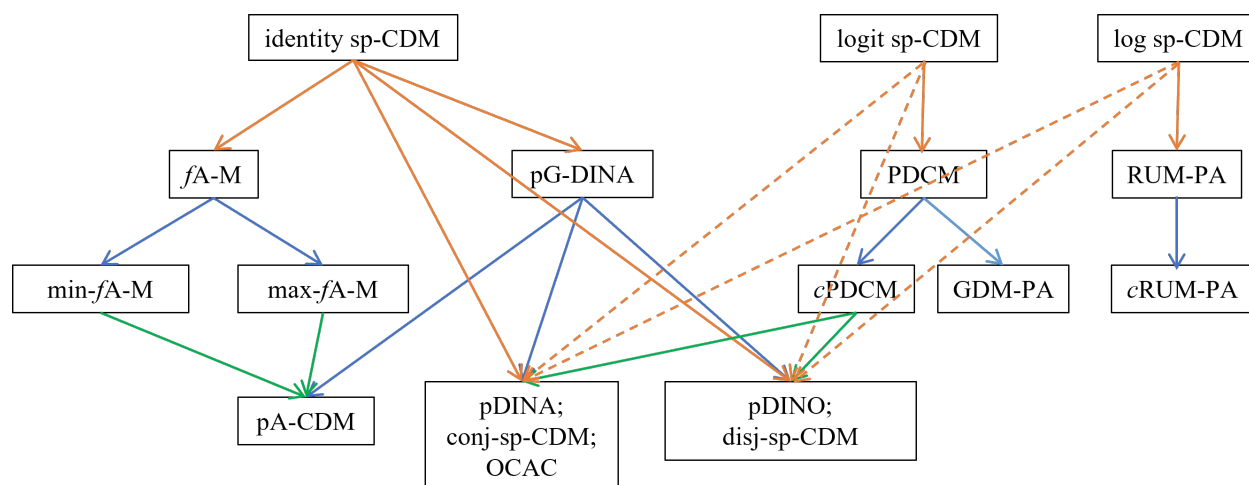 identity sp-CDM
logit sp-CDM
log sp-CDM
fA-M
pG-DINA
PDCM
RUM-PA
min-fA-M
max-fA-M
cPDCM
GDM-PA
cRUM-PA
pA-CDM
pDINA;
conj-sp-CDM;
OCAC
pDINO;
disj-sp-CDM